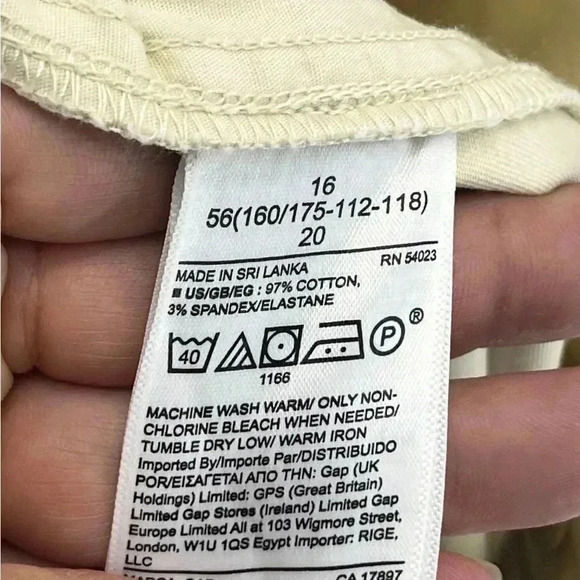 16
56(160/175-112-118)
20
MADE IN SRI LANKA RN 54023
US/GB/EG : 97% COTTON,
3% SPANDEX/ELASTANE
40 P ®
1166
MACHINE WASH WARM/ ONLY NON-
CHLORINE BLEACH WHEN NEEDED/
TUMBLE DRY LOW/ WARM IRON
Imported By/Importe Par/DISTRIBUIDO
POR/ΕΙΣΑΓΕΤΑΙ ΑΠΟ ΤΗΝ: Gap (UK
Holdings) Limited: GPS (Great Britain)
Limited Gap Stores (Ireland) Limited Gap
Europe Limited All at 103 Wigmore Street,
London, W1U 1QS Egypt Importer: RIGE,
LLC
CA 17897